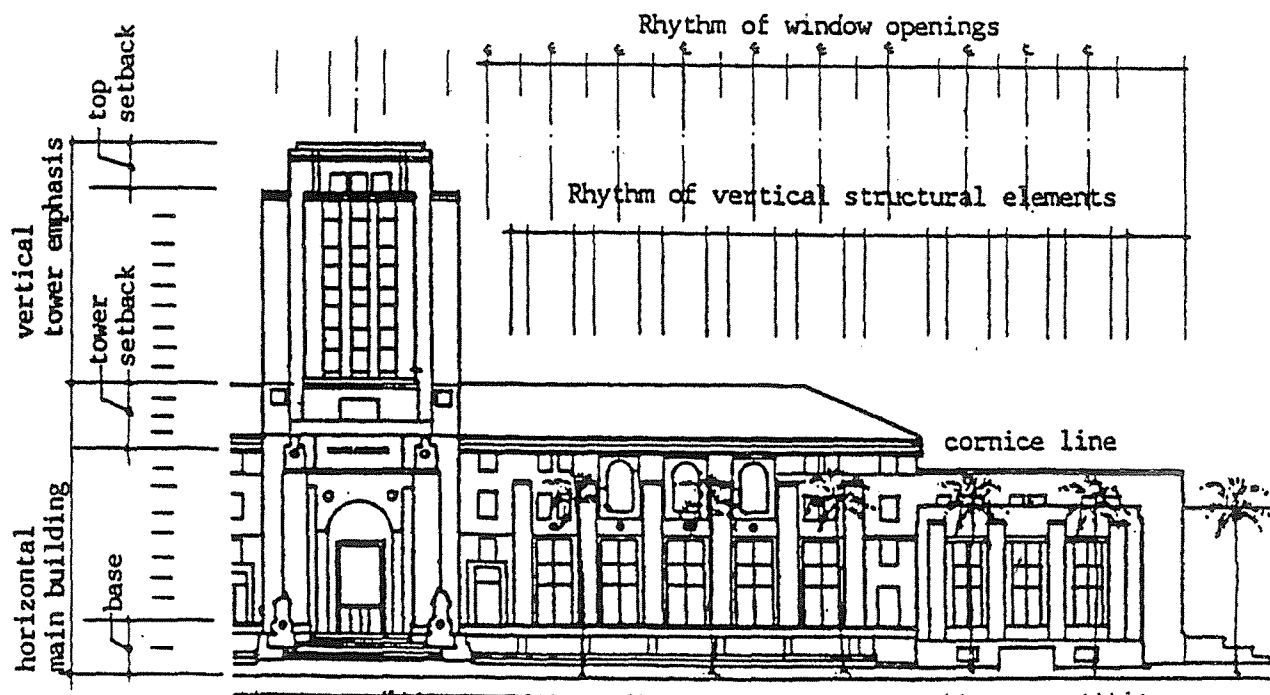 Rhythm of window openings
Rhythm of vertical structural elements
cornice line
top
setback
vertical
tower emphasis
tower
setback
horizontal
main building
base